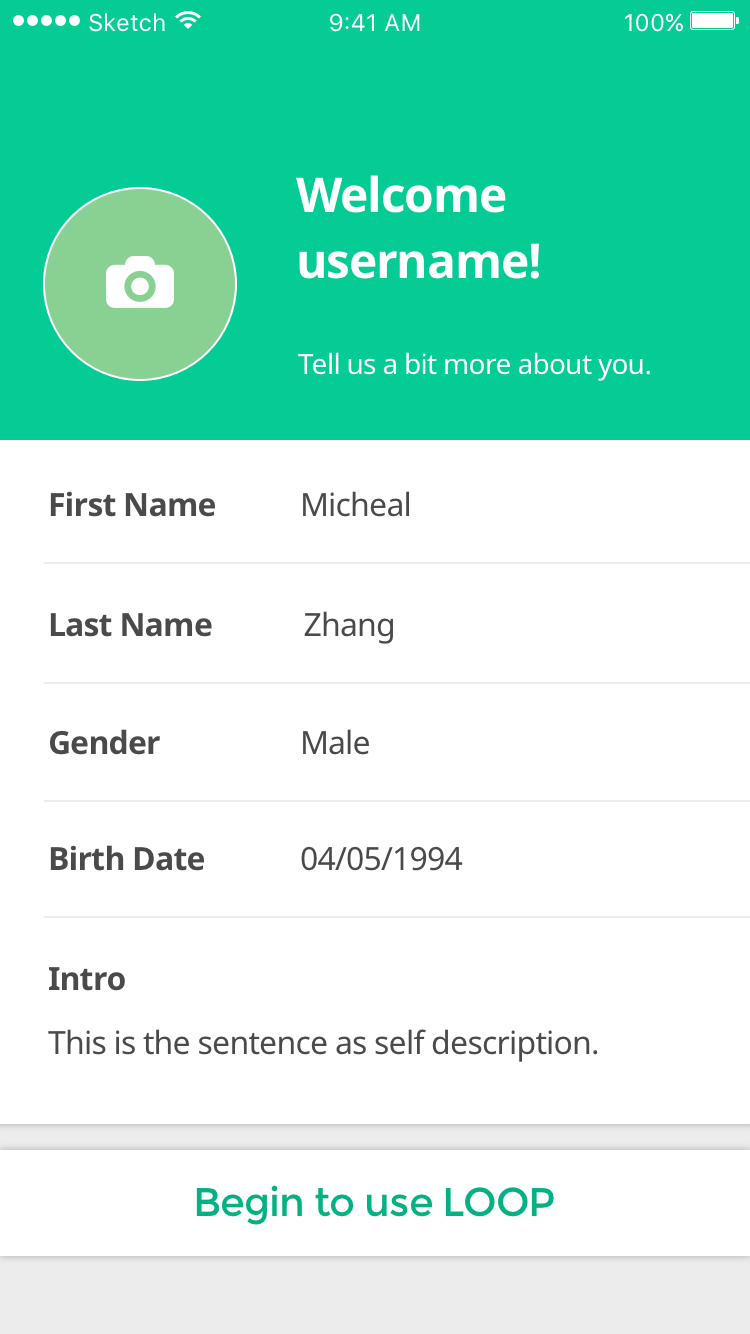 Sketch 9:41 AM 100%
Welcome
username!
Tell us a bit more about you.
First Name Micheal
Last Name Zhang
Gender Male
Birth Date 04/05/1994
Intro
This is the sentence as self description.
Begin to use LOOP